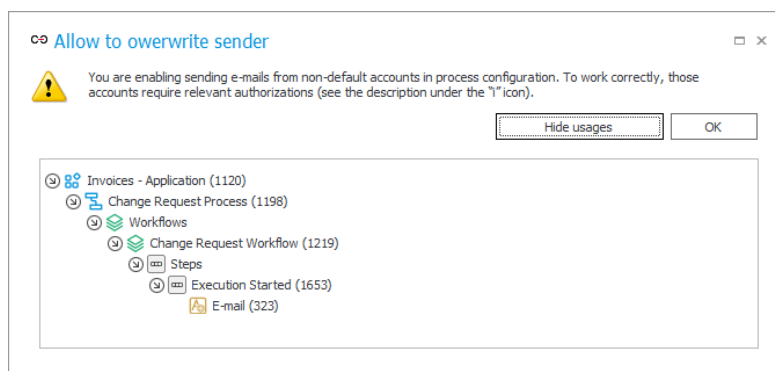 Allow to owerwrite sender
You are enabling sending e-mails from non-default accounts in process configuration. To work correctly, those
accounts require relevant authorizations (see the description under the "i" icon).
Hide usages OK
Invoices - Application (1120)
Change Request Process (1198)
Workflows
Change Request Workflow (1219)
Steps
Execution Started (1653)
E-mail (323)